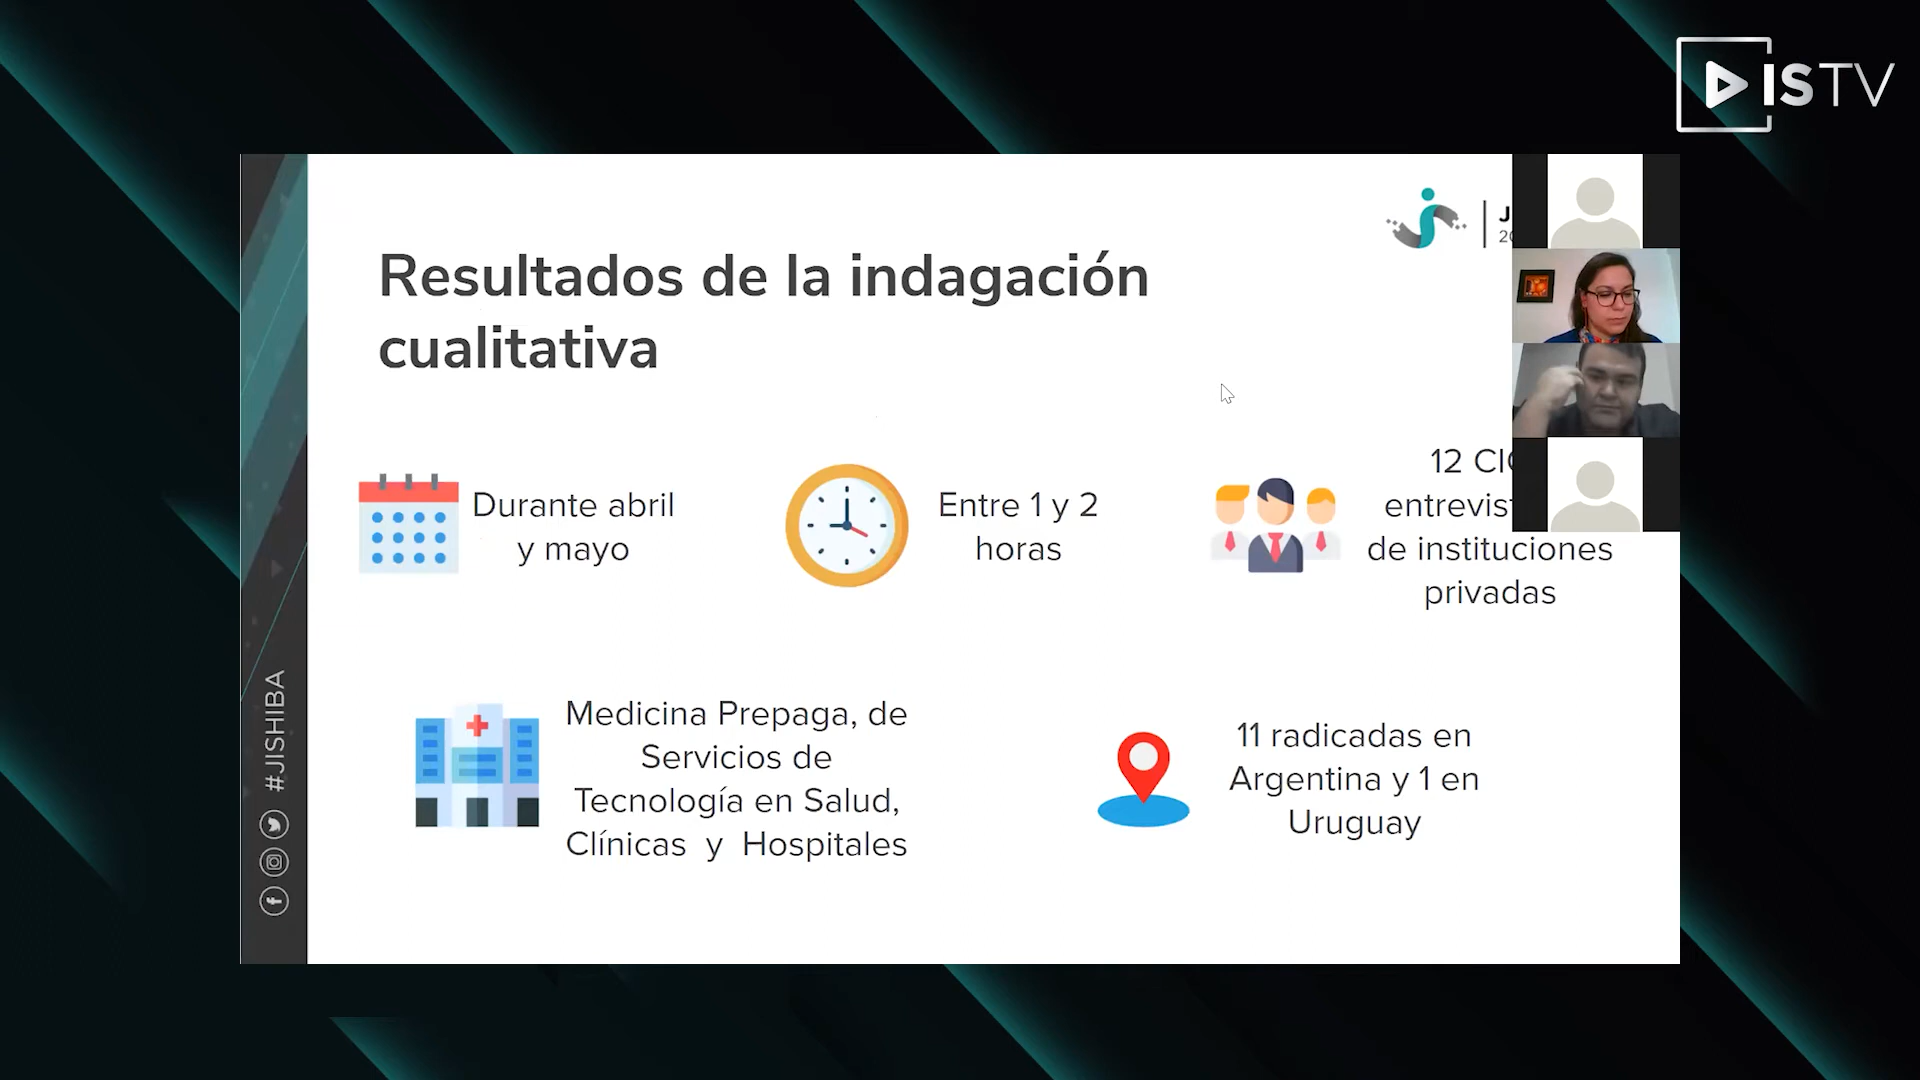 ISTV
Resultados de la indagación
cualitativa
Durante abril
y mayo
Entre 1 y 2
horas
12
de instituciones
privadas
Medicina Prepaga, de
Servicios de
Tecnología en Salud,
Clínicas y Hospitales
11 radicadas en
Argentina y 1 en
Uruguay
#JISHIBA